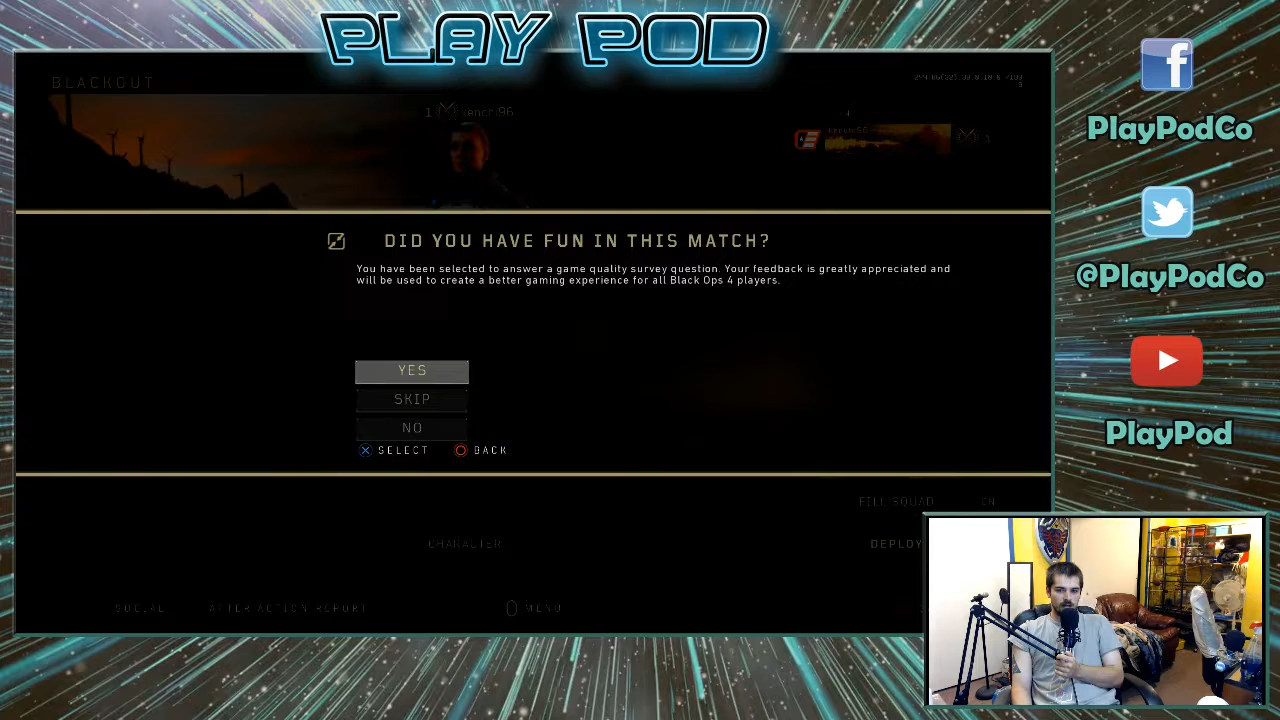 PLAY POD
BLACKOUT
PlayPodCo
DID YOU HAVE FUN IN THIS MATCH?
You have been selected to answer a game quality survey question. Your feedback is greatly appreciated and
will be used to create a better gaming experience for all Black Ops 4 players.
@PlayPodCo
YES
SKIP
NO
SELECT BACK
PlayPod
FILL SQUAD ON
CHARACTER
DEPLOY
SOCIAL AFTER ACTION REPORT MENU